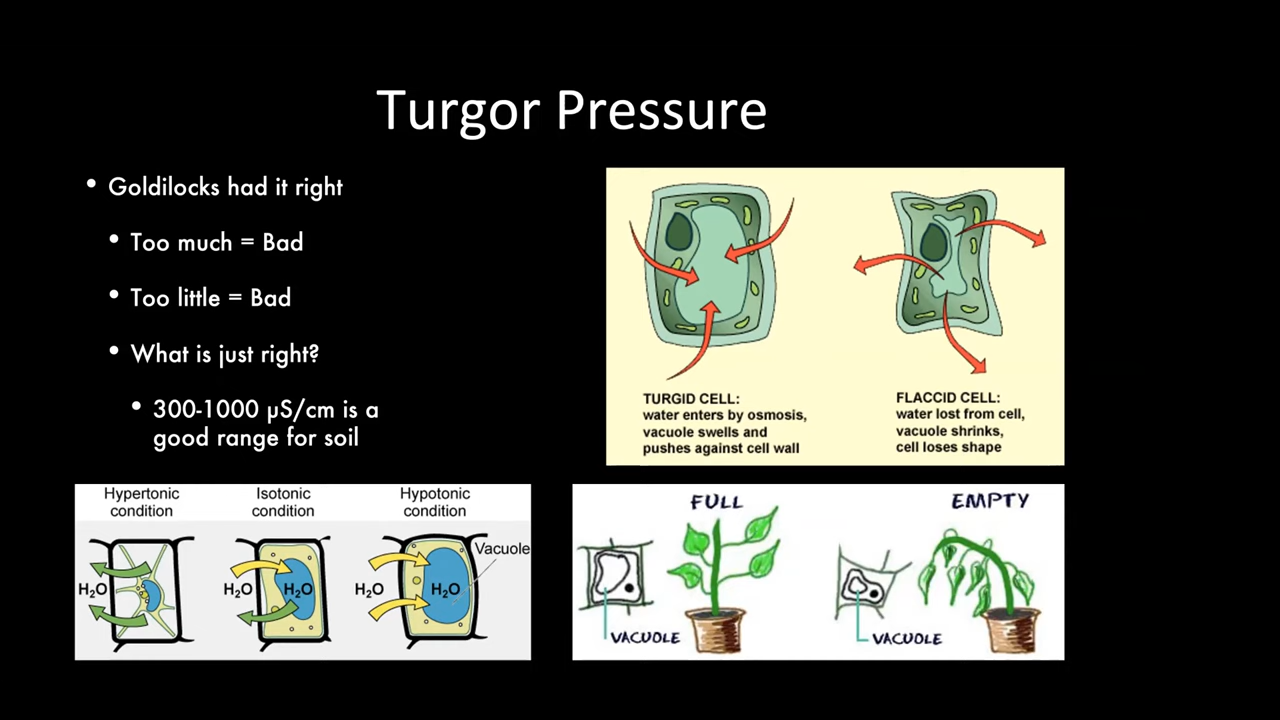 Turgor Pressure
• Goldilocks had it right
• Too much = Bad
• Too little = Bad
• What is just right?
• 300-1000 µS/cm is a
good range for soil
TURGID CELL:
water enters by osmosis,
vacuole swells and
pushes against cell wall
FLACCID CELL:
water lost from cell,
vacuole shrinks,
cell loses shape
Hypertonic
condition
Isotonic
condition
Hypotonic
condition
Vacuole
H₂O
H₂O
H₂O
H₂O
H₂O
FULL
EMPTY
VACUOLE
VACUOLE